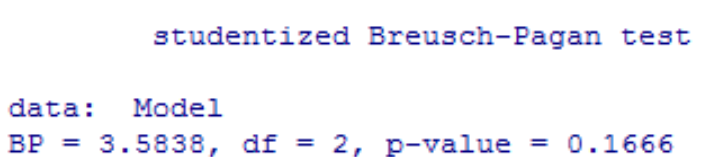 studentized Breusch-Pagan test
data: Model
BP = 3.5838, df = 2, p-value = 0.1666